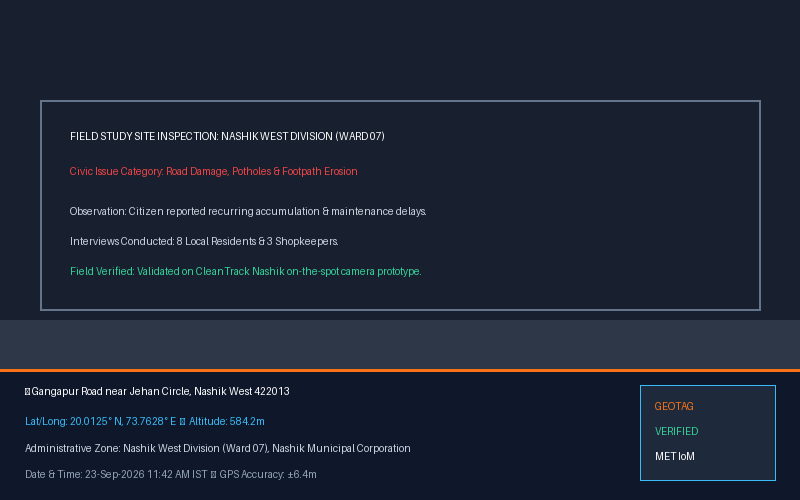 FIELD STUDY SITE INSPECTION: NASHIK WEST DIVISION (WARD 07)
Civic Issue Category: Road Damage, Potholes & Footpath Erosion
Observation: Citizen reported recurring accumulation & maintenance delays.
Interviews Conducted: 8 Local Residents & 3 Shopkeepers.
Field Verified: Validated on CleanTrack Nashik on-the-spot camera prototype.
Gangapur Road near Jehan Circle, Nashik West 422013
Lat/Long: 20.0125° N, 73.7628° E Altitude: 584.2m
Administrative Zone: Nashik West Division (Ward 07), Nashik Municipal Corporation
Date & Time: 23-Sep-2026 11:42 AM IST GPS Accuracy: ±6.4m
GEOTAG
VERIFIED
MET IoM